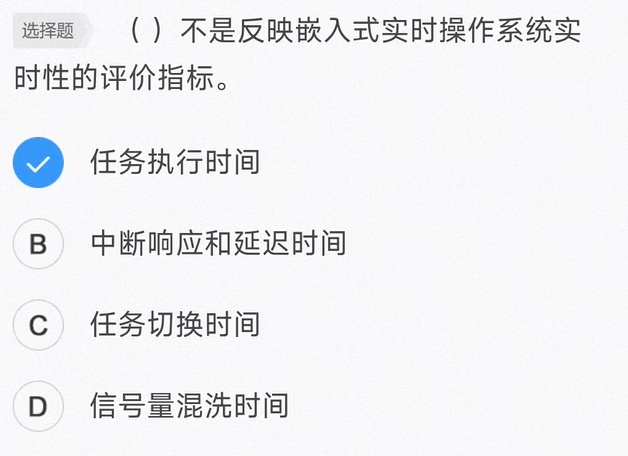 选择题 （ ）不是反映嵌入式实时操作系统实
时性的评价指标。
任务执行时间
B 中断响应和延迟时间
C 任务切换时间
D 信号量混洗时间